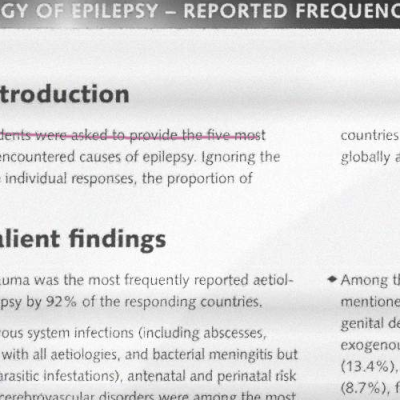 GY OF EPILEPSY – REPORTED FREQUENC
troduction
dents were asked to provide the five most
encountered causes of epilepsy. Ignoring the
individual responses, the proportion of
countries
globally a
alient findings
auma was the most frequently reported aetiol-
psy by 92% of the responding countries.
ous system infections (including abscesses,
with all aetiologies, and bacterial meningitis but
arasitic infestations), antenatal and perinatal risk
cerebrovascular disorders were among the most
Among th
mentione
genital de
exogenou
(13.4%),
(8.7%), f